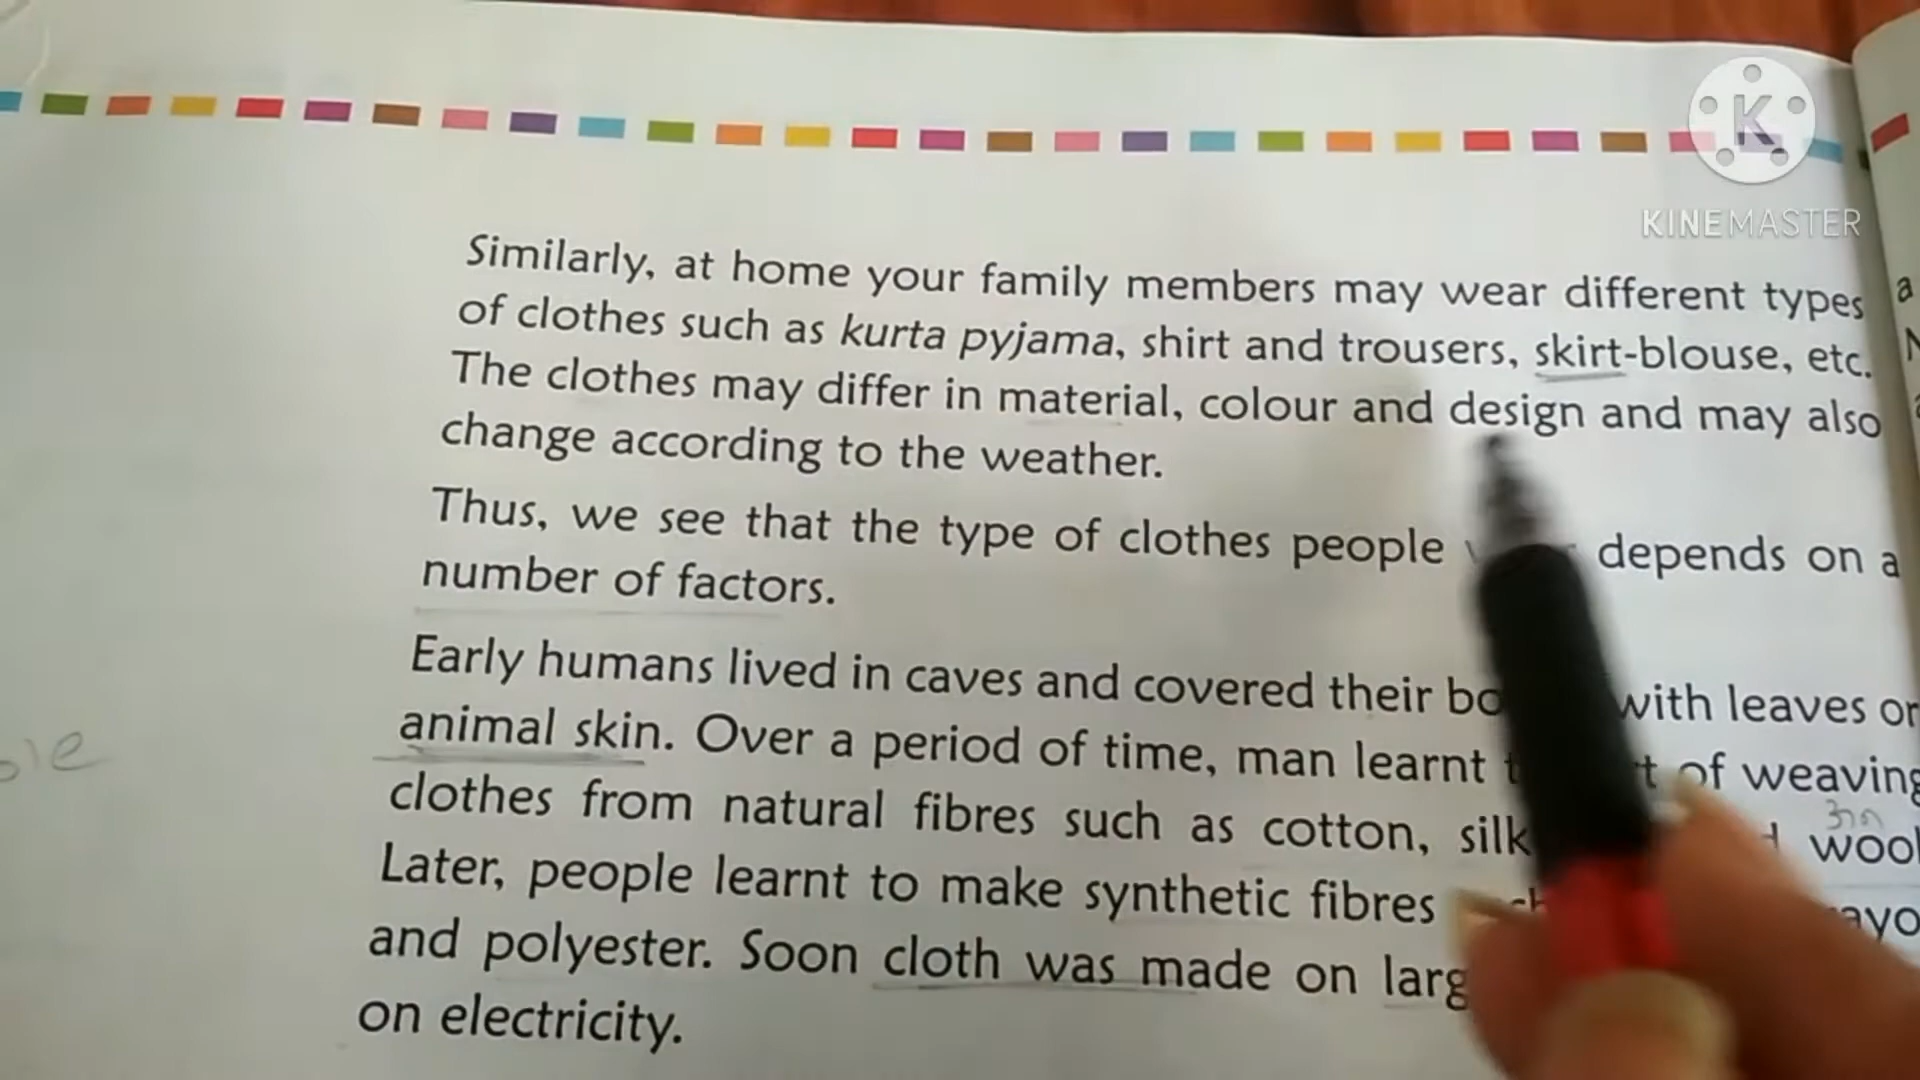 K
KINEMASTER
Similarly, at home your family members may wear different types
of clothes such as kurta pyjama, shirt and trousers, skirt-blouse, etc.
The clothes may differ in material, colour and design and may also
change according to the weather.
Thus, we see that the type of clothes people depends on a
number of factors.
Early humans lived in caves and covered their with leaves or
animal skin. Over a period of time, man learnt of weaving
clothes from natural fibres such as cotton, silk wool
Later, people learnt to make synthetic fibres
and polyester. Soon cloth was made on
on electricity.